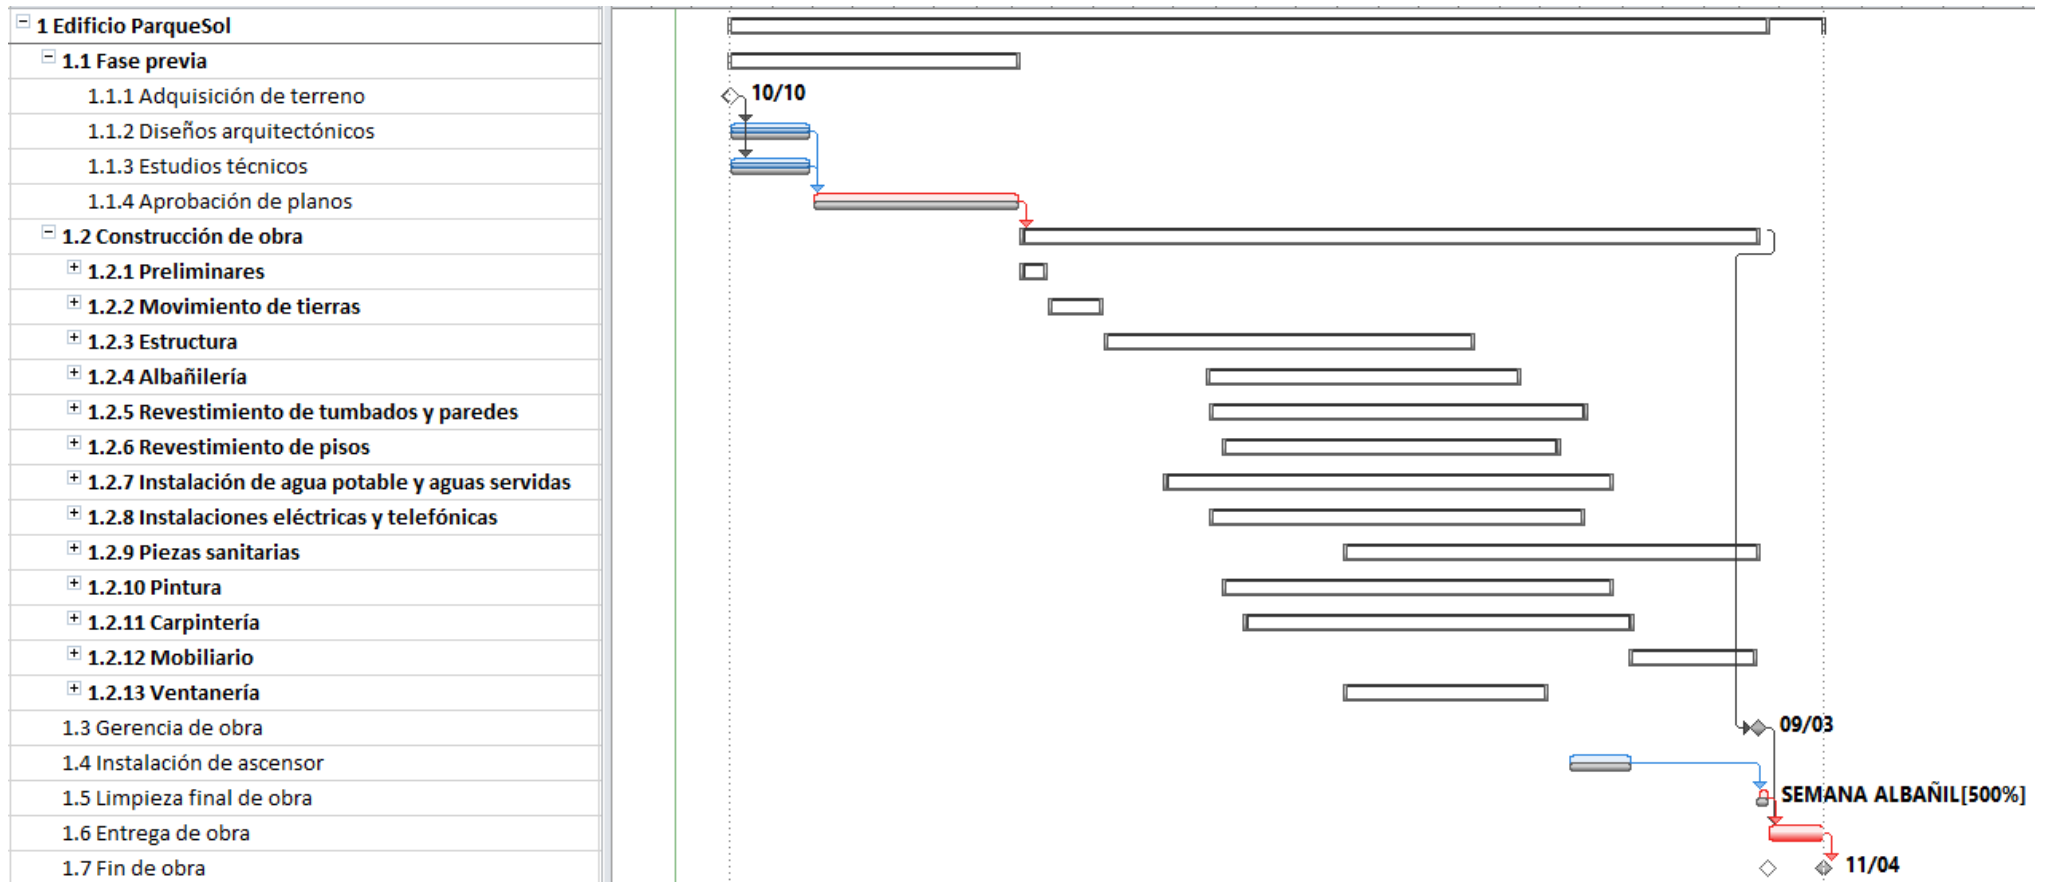 1 Edificio ParqueSol
1.1 Fase previa
1.1.1 Adquisición de terreno
10/10
1.1.2 Diseños arquitectónicos
1.1.3 Estudios técnicos
1.1.4 Aprobación de planos
1.2 Construcción de obra
1.2.1 Preliminares
1.2.2 Movimiento de tierras
1.2.3 Estructura
1.2.4 Albañilería
1.2.5 Revestimiento de tumbados y paredes
1.2.6 Revestimiento de pisos
1.2.7 Instalación de agua potable y aguas servidas
1.2.8 Instalaciones eléctricas y telefónicas
1.2.9 Piezas sanitarias
1.2.10 Pintura
1.2.11 Carpintería
1.2.12 Mobiliario
1.2.13 Ventanería
1.3 Gerencia de obra
09/03
1.4 Instalación de ascensor
1.5 Limpieza final de obra
SEMANA ALBAÑIL[500%]
1.6 Entrega de obra
1.7 Fin de obra
11/04